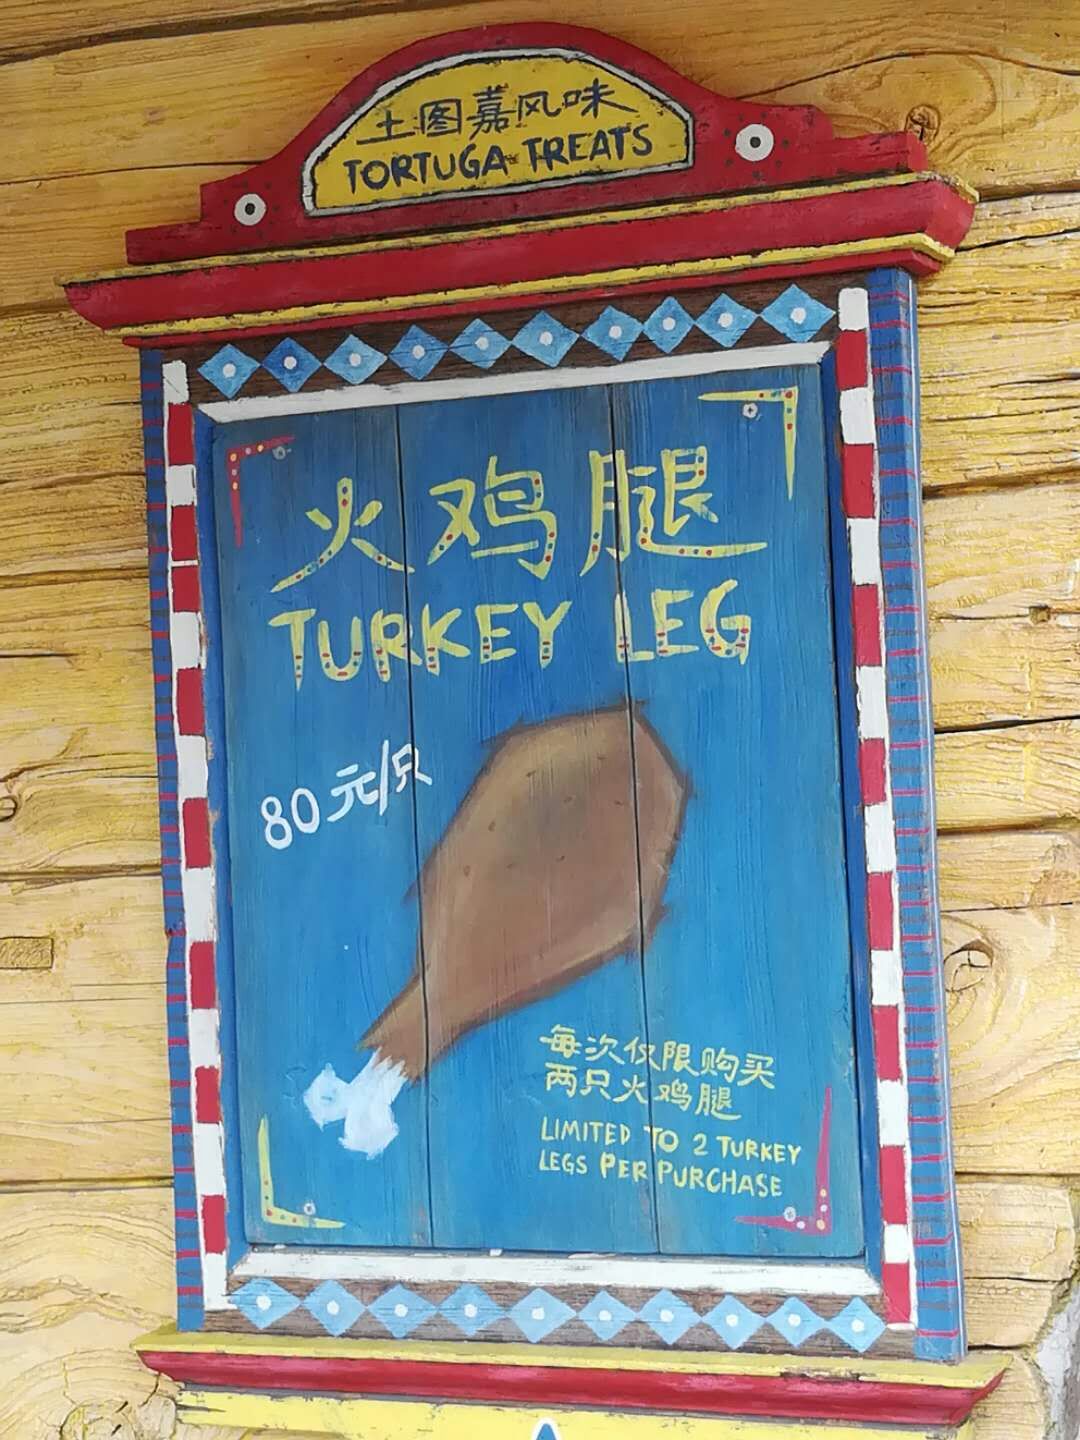 土图嘉风味
TORTUGA TREATS
火鸡腿
TURKEY LEG
80元/只
每次仅限购买
两只火鸡腿
LIMITED TO 2 TURKEY
LEGS PER PURCHASE